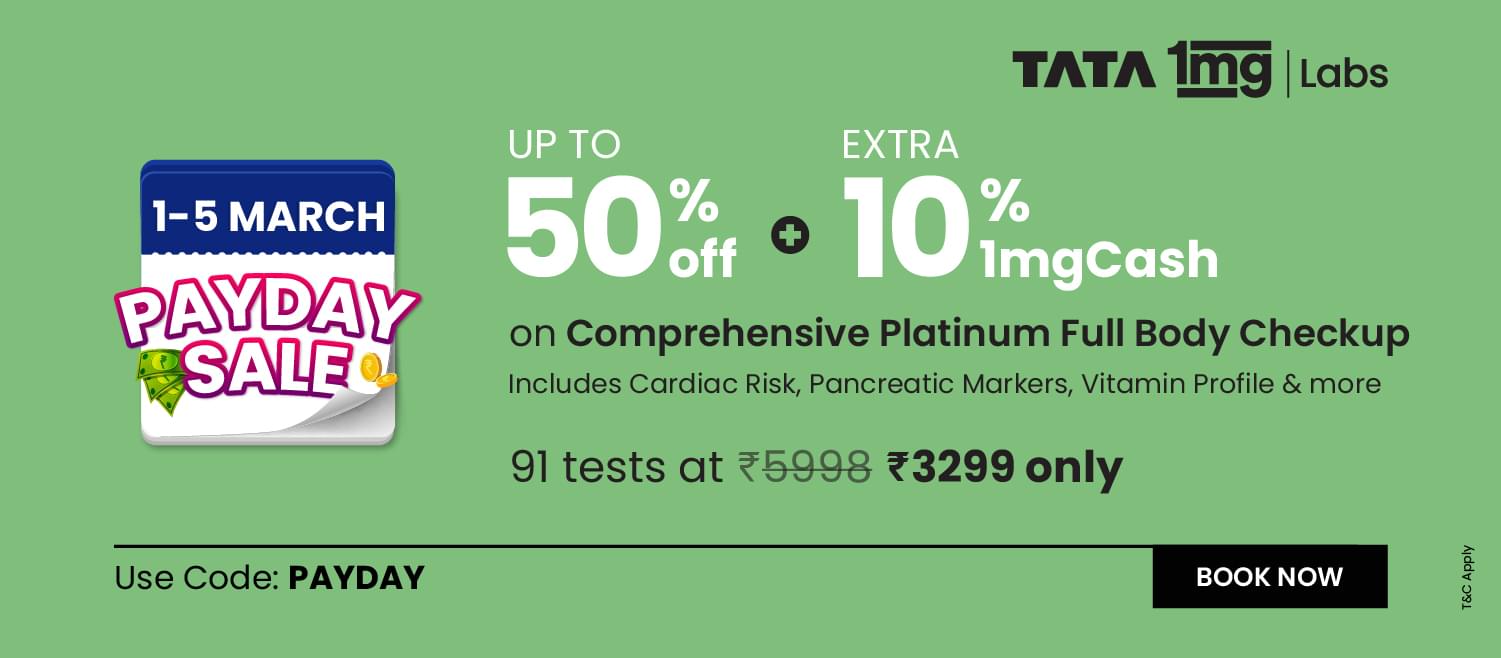 TATA 1mg | Labs
1-5 MARCH
PAYDAY
SALE
UP TO
50% off
EXTRA
10% 1mgCash
on Comprehensive Platinum Full Body Checkup
Includes Cardiac Risk, Pancreatic Markers, Vitamin Profile & more
91 tests at ₹5998 ₹3299 only
Use Code: PAYDAY
BOOK NOW
T&C Apply